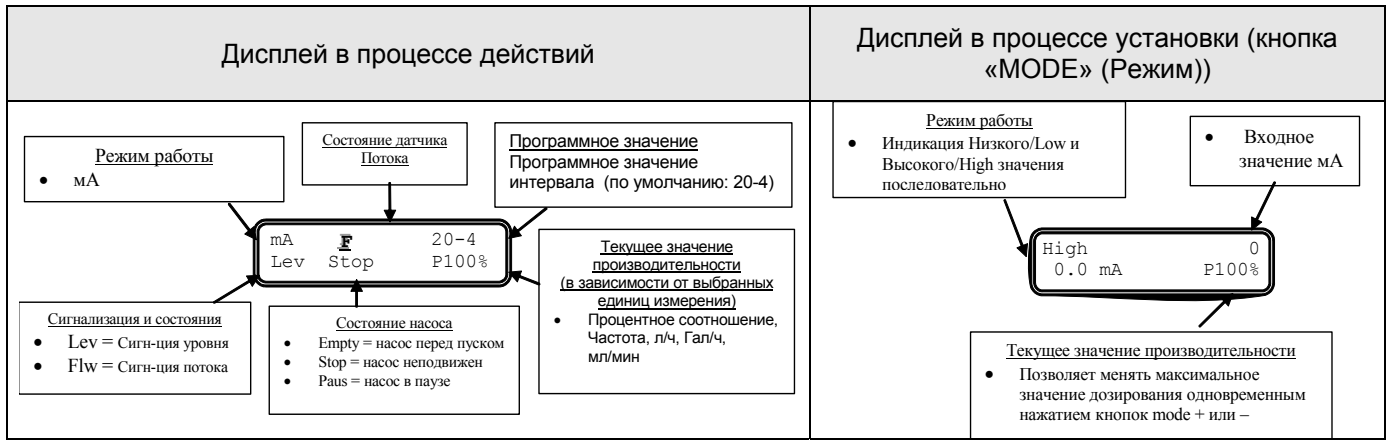 Дисплей в процессе действий
Дисплей в процессе установки (кнопка
«MODE» (Режим))
Режим работы
• мА
Состояние датчика
Потока
Программное значение
Программное значение
интервала (по умолчанию: 20-4)
mA F 20-4
Lev Stop P100%
Сигнализация и состояния
• Lev = Сигн-ция уровня
• Flw = Сигн-ция потока
Состояние насоса
• Empty = насос перед пуском
• Stop = насос неподвижен
• Paus = насос в паузе
Текущее значение
производительности
(в зависимости от выбранных
единиц измерения)
• Процентное соотношение,
Частота, л/ч, Гал/ч,
мл/мин
Режим работы
• Индикация Низкого/Low и
Высокого/High значения
последовательно
• Входное
значение мА
High 0
0.0 mA P100%
Текущее значение производительности
• Позволяет менять максимальное
значение дозирования одновременным
нажатием кнопок mode + или –